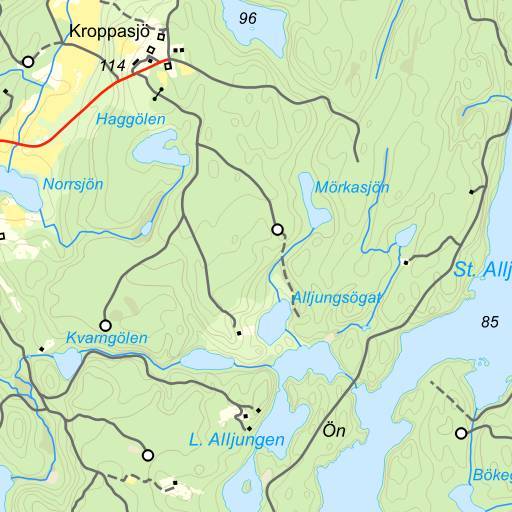 96
Kroppasjö
114
Haggölen
Norrsjön
Mörkasjön
St. Allj
Alljungsögat
85
Kvarngölen
Ön
L. Alljungen
Bökeg